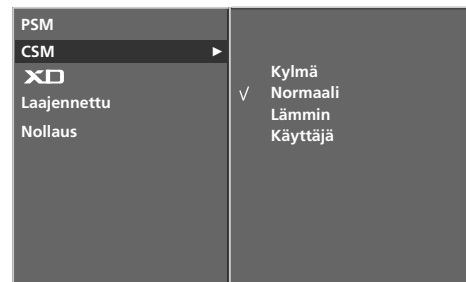 PSM
CSM
XD
Laajennettu
Nollaus
Kylmä
√ Normaali
Lämmin
Käyttäjä